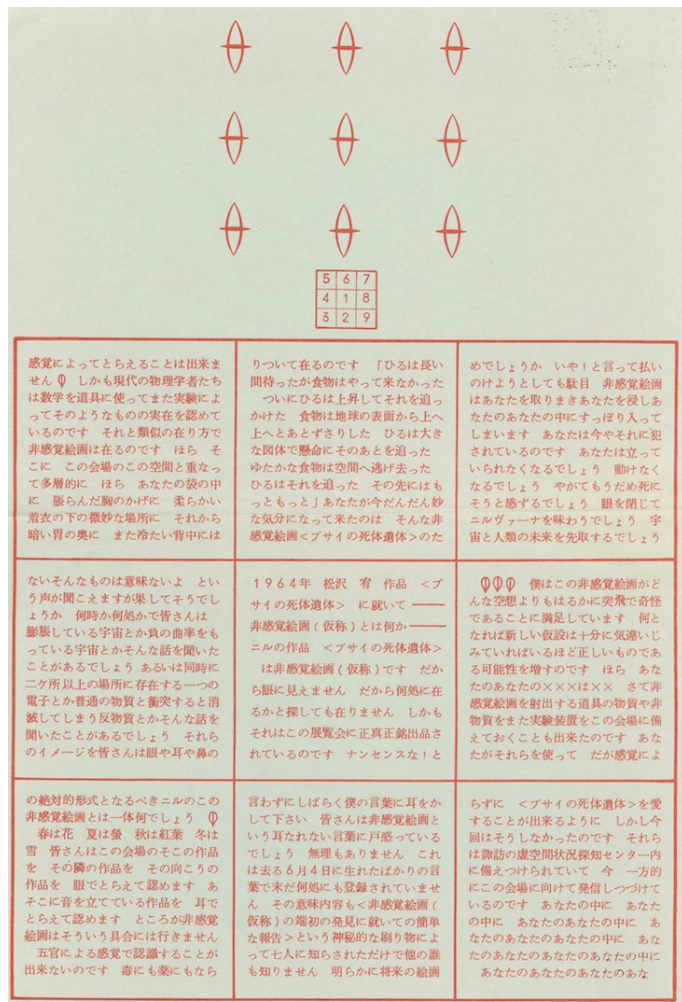 5 6 7
4 1 8
3 2 9
感覚によってとらえることは出来ま
せん しかも現代の物理学者たち
は数学を道具に使ってまた実験によ
ってそのようなものの実在を認めて
いるのです それと類似の在り方で
非感覚絵画は在るのです ほら そ
こに この会場のこの空間と重なっ
て多層的に ほら あなたの袋の中
に 脹らんだ胸のかげに 柔らかい
着衣の下の微妙な場所に それから
暗い胃の奥に また冷たい背中には
りついて在るのです 「ひるは長い
間待ったが食物はやって来なかった
ついにひるは上昇してそれを追っ
かけた 食物は地球の表面から上へ
上へとあとずさりした ひるは大き
な図体で懸命にそのあとを追った
ゆたかな食物は空間へ逃げ去った
ひるはそれを追った その先にはも
っともっと」あなたが今だんだん妙
な気分になって来たのは そんな非
感覚絵画<プサイの死体遺体>のた
めでしょうか いや!と言って払い
のけようとしても駄目 非感覚絵画
はあなたを取りまきあなたを浸しあ
なたのあなたの中にすっぽり入って
しまいます あなたは今やそれに犯
されているのです あなたは立って
いられなくなるでしょう 動けなく
なるでしょう やがてもうだめ死に
そうと感ずるでしょう 眼を閉じて
ニルヴァーナを味わうでしょう 宇
宙と人類の未来を先取するでしょう
ないそんなものは意味ないよ とい
う声が聞こえますが果してそうでし
ょうか 何時か何処かで皆さんは
膨脹している宇宙とか負の曲率をも
っている宇宙とかそんな話を聞いた
ことがあるでしょう あるいは同時に
二ケ所以上の場所に存在する一つの
電子とか普通の物質と衝突すると消
滅してしまう反物質とかそんな話を
聞いたことがあるでしょう それら
のイメージを皆さんは眼や耳や鼻の
1964年 松沢 宥 作品 <プ
サイの死体遺体> に就いて ――
非感覚絵画(仮称)とは何か――
ニルの作品 <プサイの死体遺体>
は非感覚絵画(仮称)です だか
ら眼に見えません だから何処に在
るかと探しても在りません しかも
それはこの展覧会に正真正銘出品さ
れているのです ナンセンスな!と
僕はこの非感覚絵画がど
んな空想よりもはるかに突飛で奇怪
であることに満足しています 何と
なれば新しい仮設は十分に気違いじ
みていればいるほど正しいものであ
る可能性を増すのです ほら あな
たのあなたの×××は×× さて非
感覚絵画を射出する道具の物質や非
物質をまた実験装置をこの会場に備
えておくことも出来たのです あな
たがそれらを使って だが感覚によ
の絶対的形式となるべきニルのこの
非感覚絵画とは一体何でしょう
春は花 夏は螢 秋は紅葉 冬は
雪 皆さんはこの会場のそこの作品
を その隣の作品を その向こうの
作品を 眼でとらえて認めます あ
そこに音を立てている作品を 耳で
とらえて認めます ところが非感覚
絵画はそういう具合には行きません
五官による感覚で認識することが
出来ないのです 毒にも薬にもなら
言わずにしばらく僕の言葉に耳をか
して下さい 皆さんは非感覚絵画と
いう耳なれない言葉に戸惑っている
でしょう 無理もありません これ
は去る6月4日に生れたばかりの言
葉で末だ何処にも登録されていませ
ん その意味内容も<非感覚絵画
(仮称)の端初の発見に就いての簡単
な報告>という神秘的な刷り物によ
って七人に知らされただけで他の誰
も知りません 明らかに将来の絵画
らずに <プサイの死体遺体>を愛
することが出来るように しかし今
回はそうしなかったのです それら
は諏訪の虚空間状況探知センター内
に備えつけられていて 今 一方的
にこの会場に向けて発信しつづけて
いるのです あなたの中に あなた
の中に あなたのあなたの中に あ
なたのあなたのあなたの中に あな
たのあなたのあなたのあなたの中に
あなたのあなたのあなたのあな